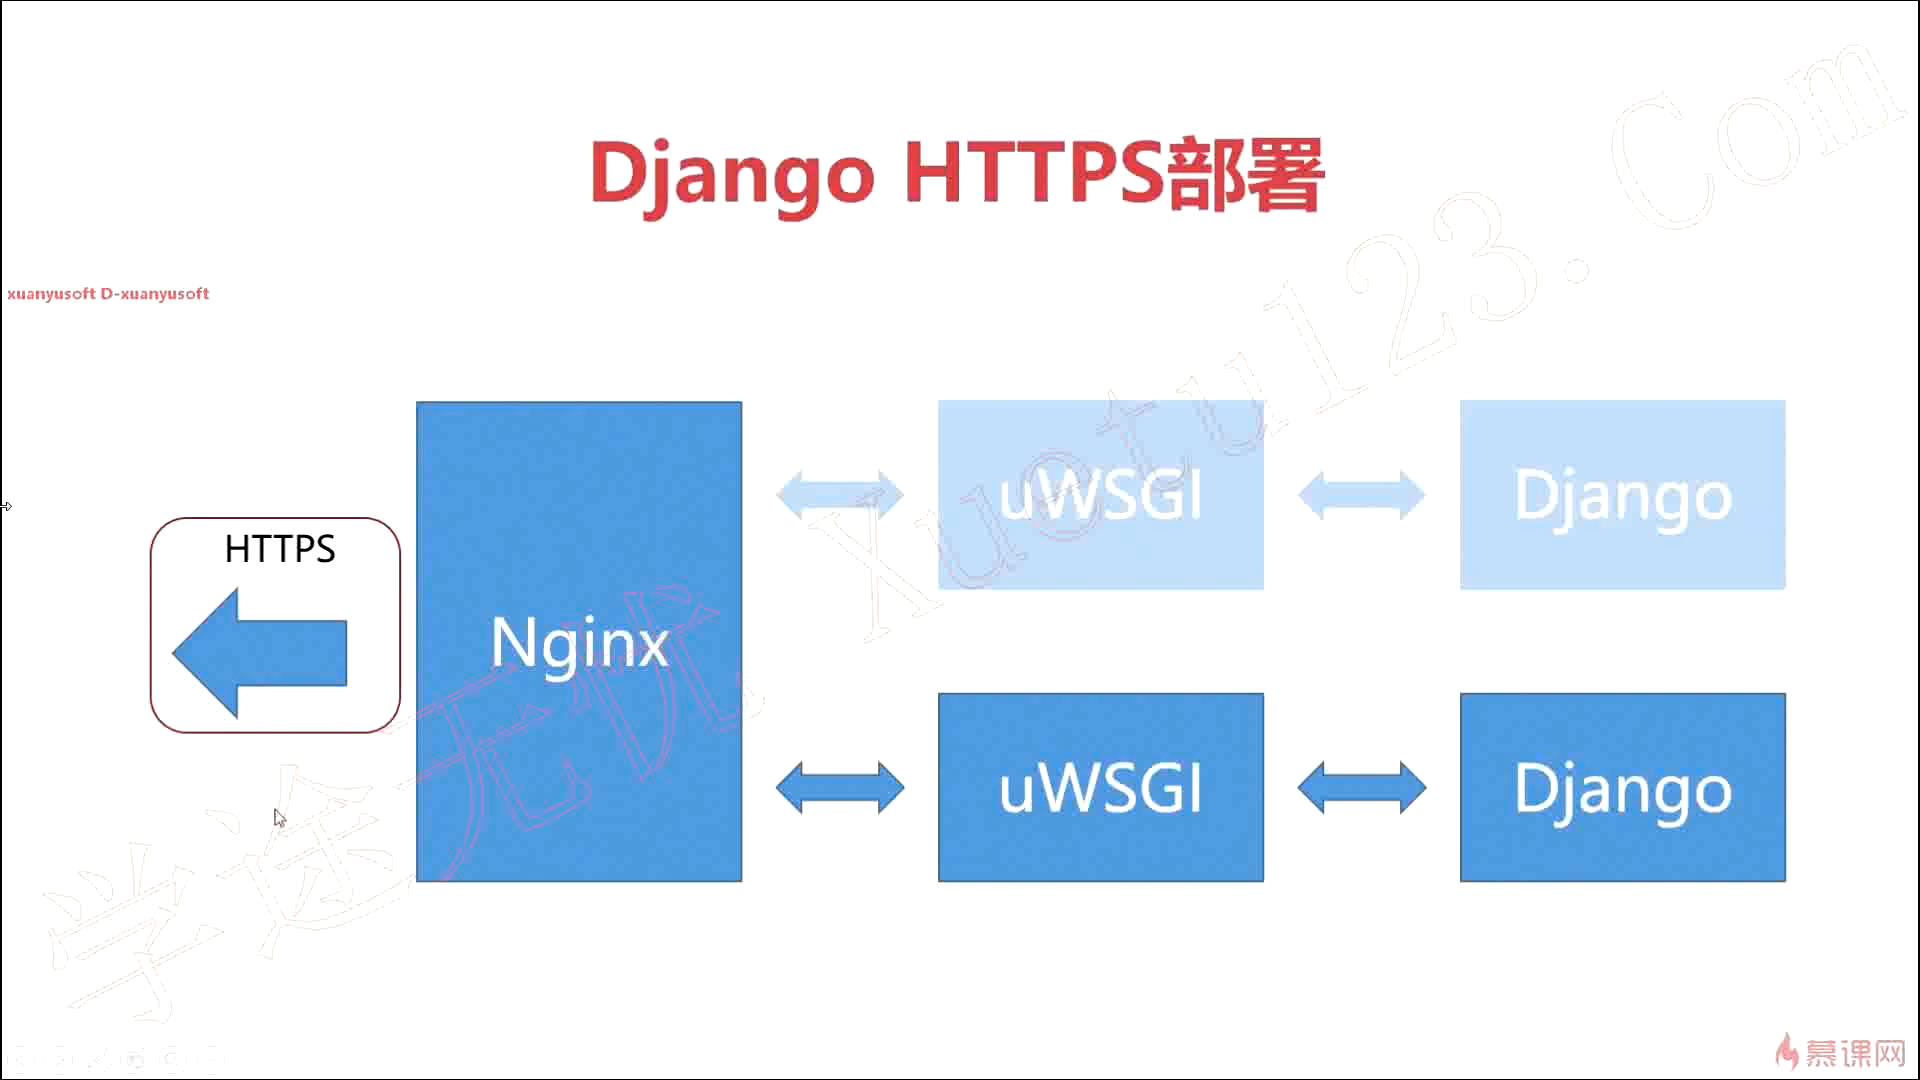 Django HTTPS部署
xuanyusoft D-xuanyusoft
HTTPS
Nginx
uWSGI
Django
uWSGI
Django
学途无忧 Xuetu123.Com
慕课网